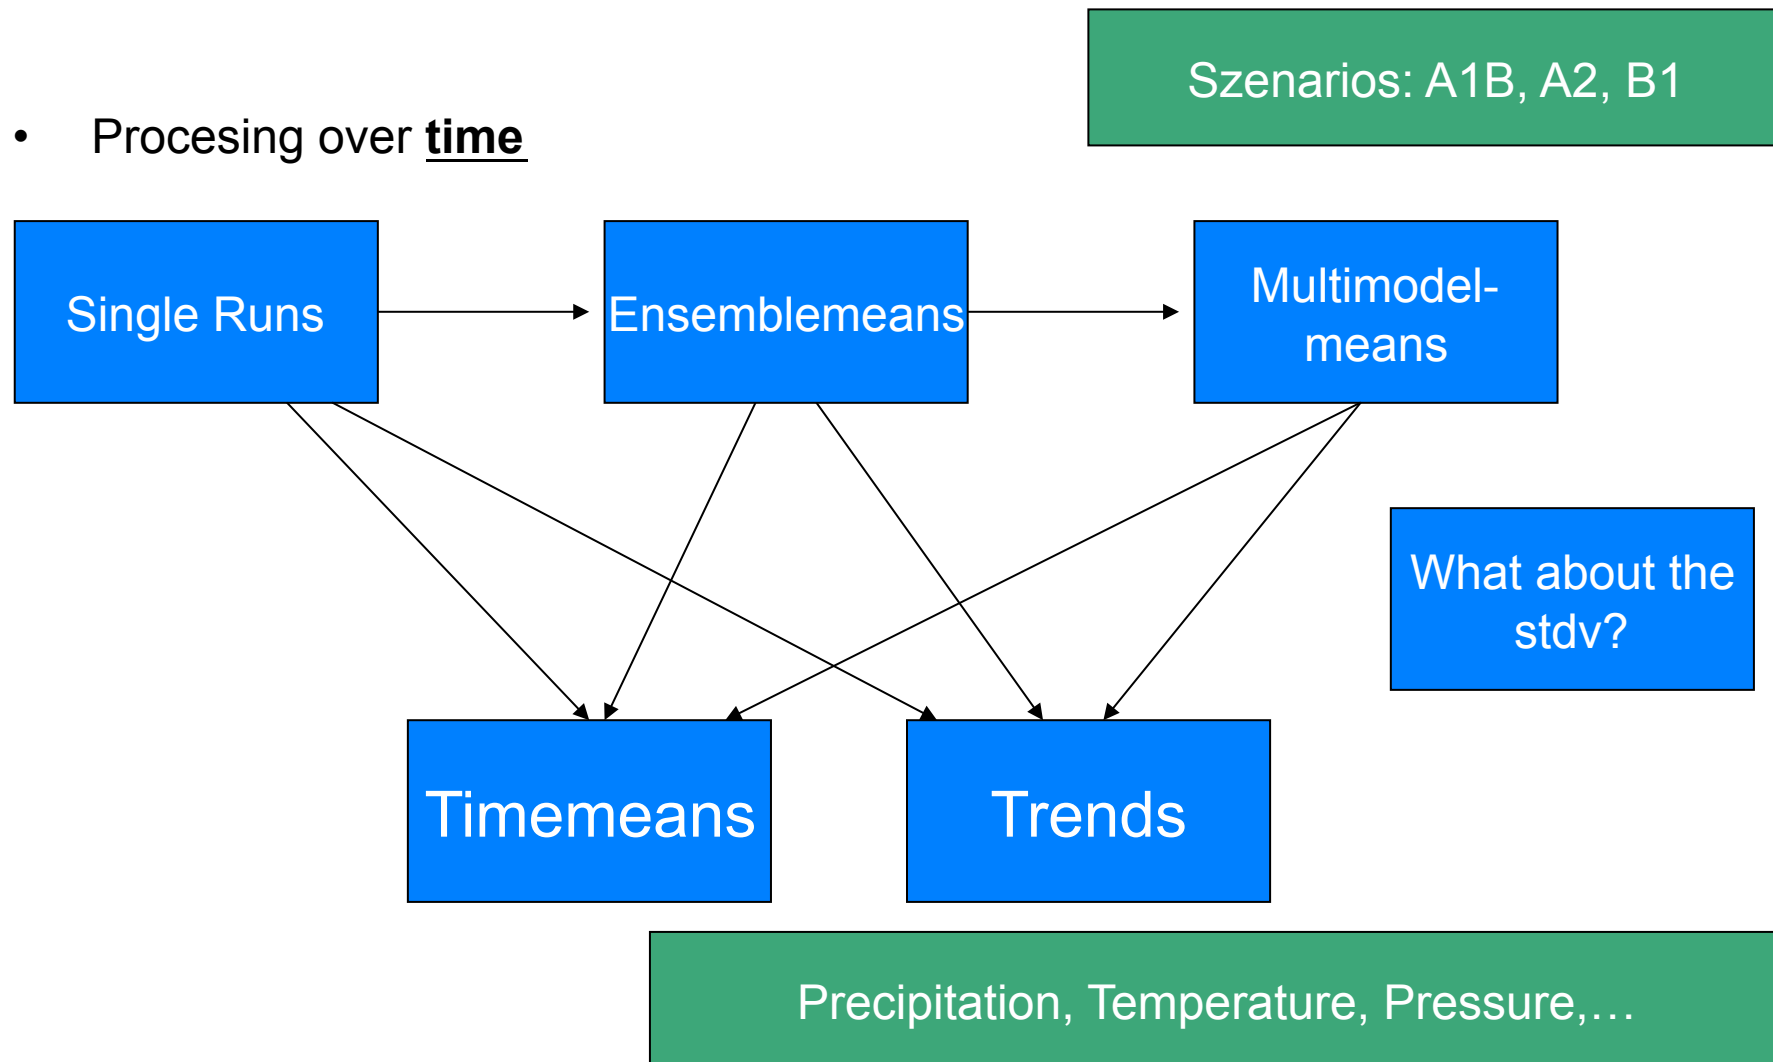 Szenarios: A1B, A2, B1
• Procesing over time
Single Runs
Ensemblemeans
Multimodel-
means
What about the
stdv?
Timemeans
Trends
Precipitation, Temperature, Pressure,…